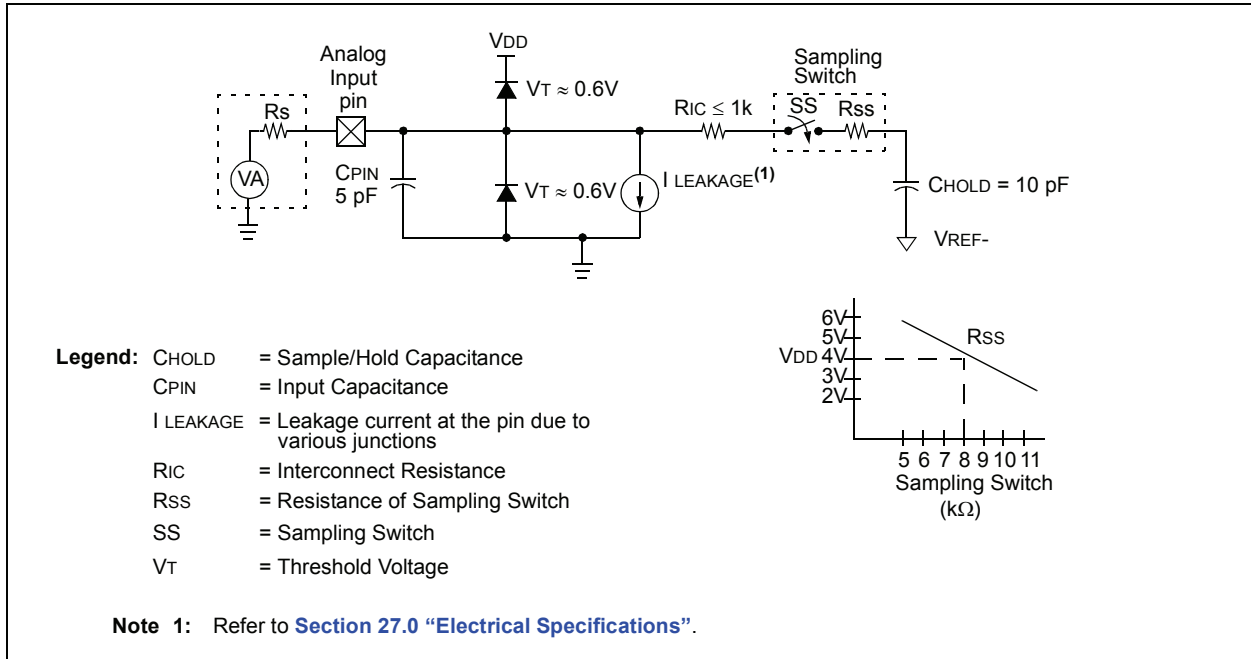 VDD
Analog
Input
pin
VT ≈ 0.6V
Sampling
Switch
Rs
RIC ≤ 1k
SS
Rss
VA
CPIN
5 pF
VT ≈ 0.6V
I LEAKAGE(1)
CHOLD = 10 pF
VREF-
6V
5V
VDD 4V
3V
2V
RSS
5 6 7 8 9 10 11
Sampling Switch
(kΩ)
Legend: CHOLD = Sample/Hold Capacitance
CPIN = Input Capacitance
I LEAKAGE = Leakage current at the pin due to
various junctions
RIC = Interconnect Resistance
RSS = Resistance of Sampling Switch
SS = Sampling Switch
VT = Threshold Voltage
Note 1: Refer to Section 27.0 “Electrical Specifications”.